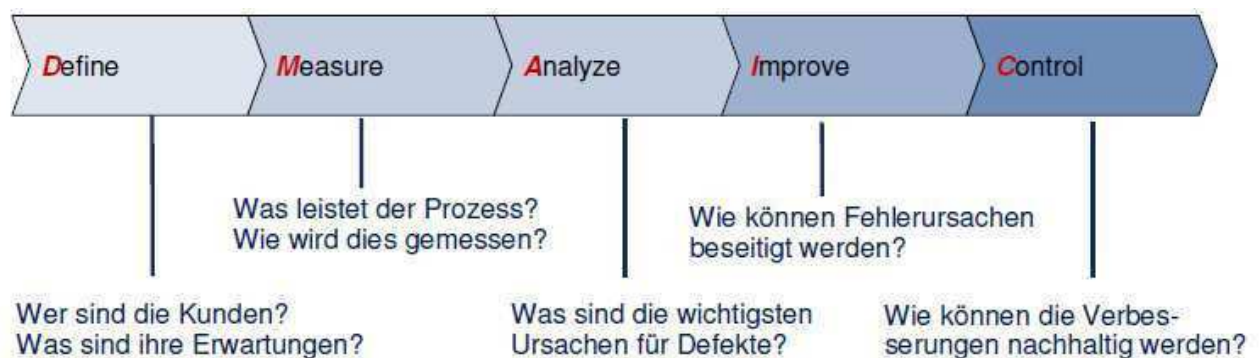 Define
Measure
Analyze
Improve
Control
Was leistet der Prozess?
Wie wird dies gemessen?
Wie können Fehlerursachen
beseitigt werden?
Wer sind die Kunden?
Was sind ihre Erwartungen?
Was sind die wichtigsten
Ursachen für Defekte?
Wie können die Verbes-
serungen nachhaltig werden?